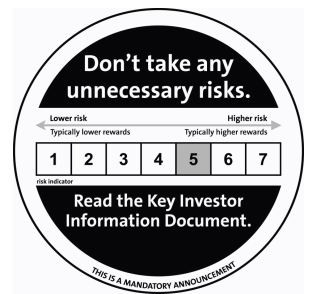 Don't take any
unnecessary risks.
Lower risk Higher risk
Typically lower rewards Typically higher rewards
1 2 3 4 5 6 7
risk indicator
Read the Key Investor
Information Document.
THIS IS A MANDATORY ANNOUNCEMENT